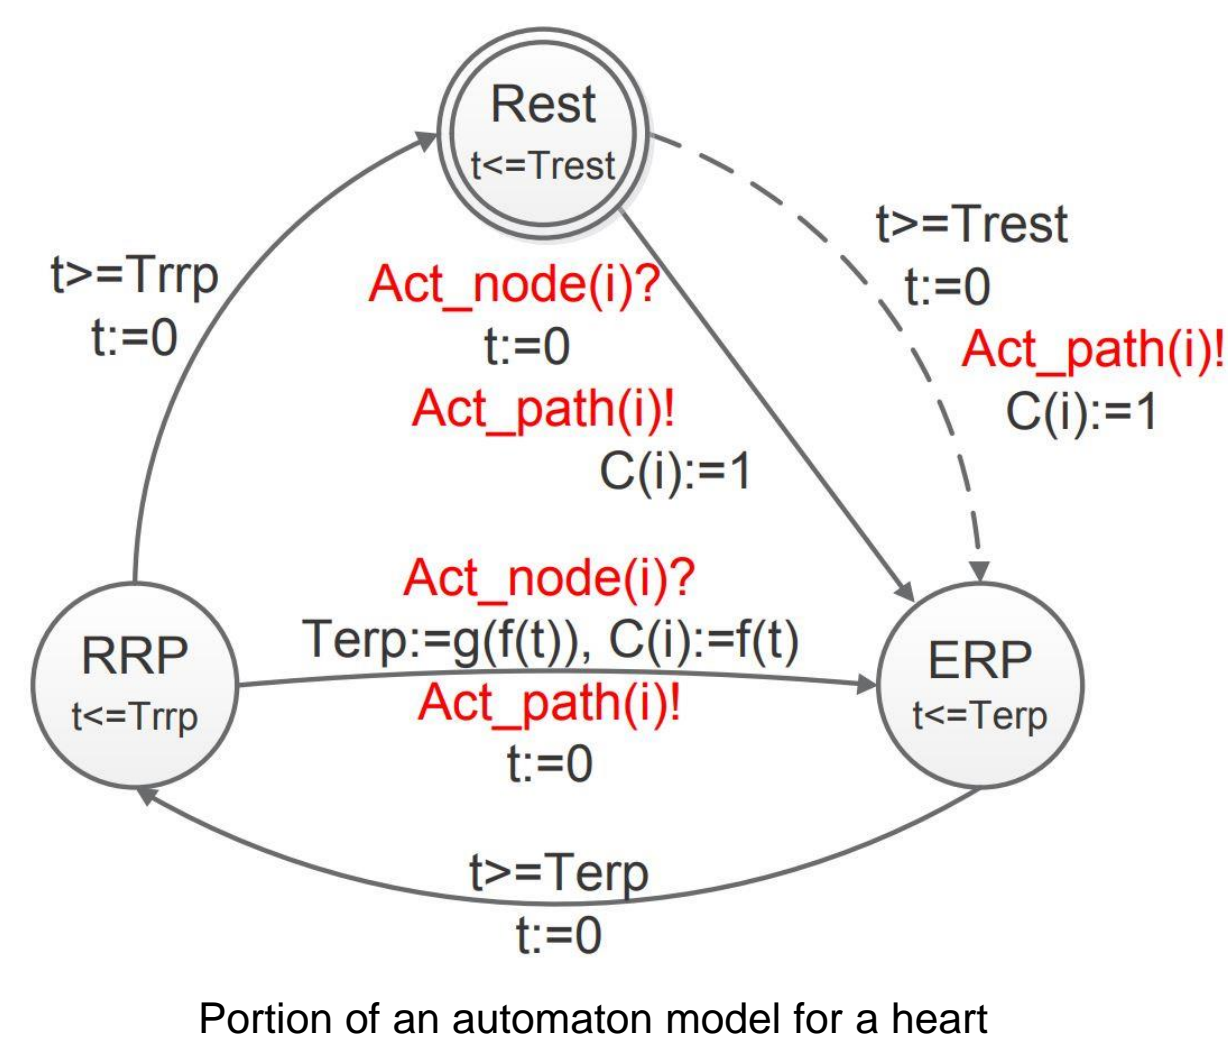 Rest
t<=Trest
t>=Trest
t:=0
Act_path(i)!
C(i):=1
t>=Trrp
t:=0
Act_node(i)?
t:=0
Act_path(i)!
C(i):=1
Act_node(i)?
Terp:=g(f(t)), C(i):=f(t)
Act_path(i)!
t:=0
RRP
t<=Trrp
ERP
t<=Terp
t>=Terp
t:=0
Portion of an automaton model for a heart